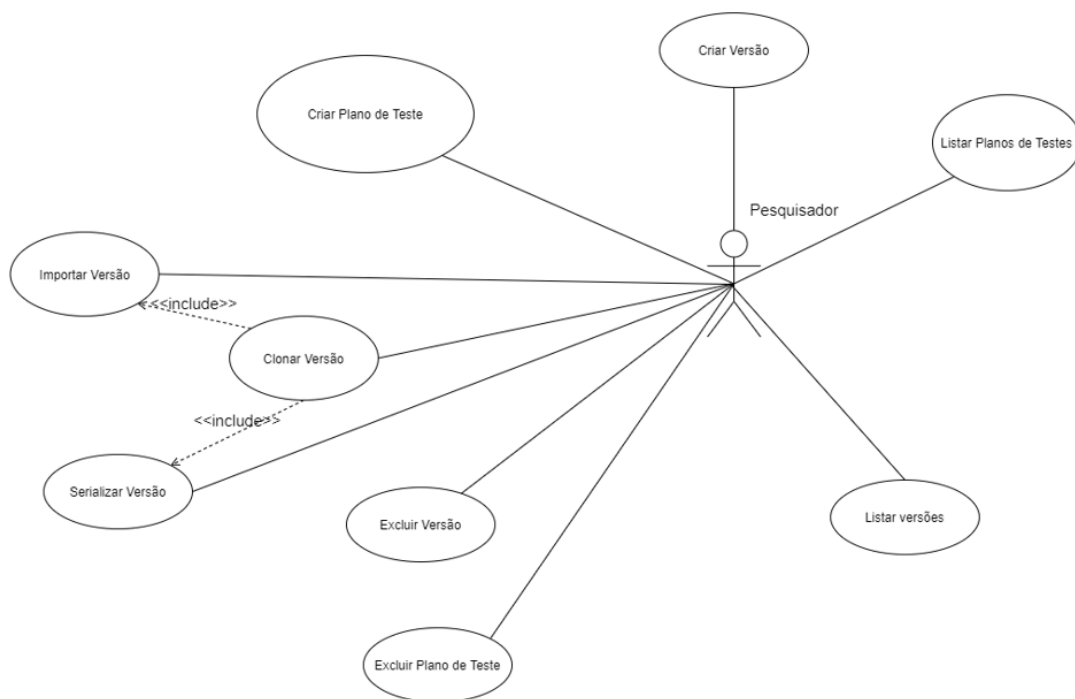 Criar Versão
Criar Plano de Teste
Listar Planos de Testes
Pesquisador
Importar Versão
<<include>>
Clonar Versão
<<include>>
Serializar Versão
Excluir Versão
Listar versões
Excluir Plano de Teste